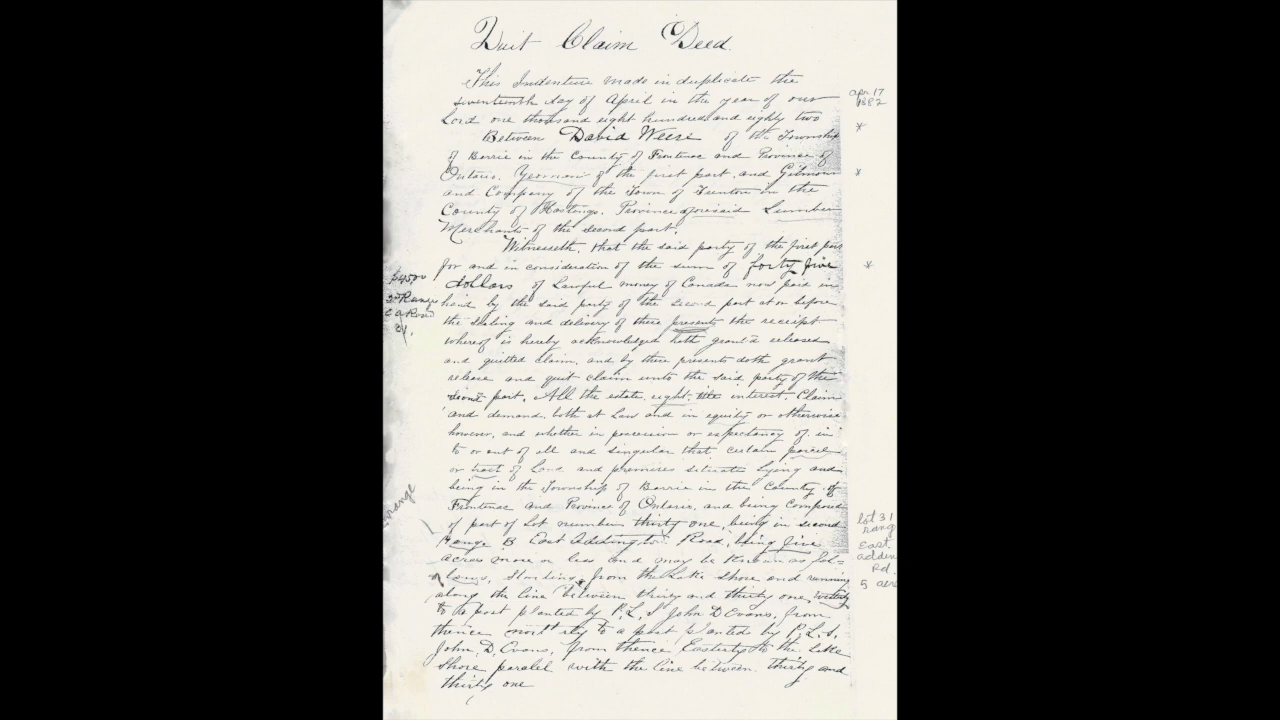 Quit Claim Deed
This Indenture made in duplicate the
seventeenth day of April in the year of our
Lord one thousand eight hundred and eighty two
Between David Weese of the Township
of Barrie in the County of Frontenac and Province of
Ontario. Yeoman of the first part. and Gilmour
and Company of the Town of Trenton in the
County of Hastings. Province aforesaid Lumber
Merchants of the second part.
Witnesseth, that the said party of the first part
for and in consideration of the sum of forty five
dollars of Lawful money of Canada now paid in
hand by the said party of the second part at or before
the sealing and delivery of these presents the receipt
whereof is hereby acknowledged hath grant'd released
and quitted claim, and by these presents doth grant
release and quit claim unto the said party of the
second part, All the estate, right, title interest. Claim
and demand, both at Law and in equity or otherwise
however, and whether in possession or expectancy of. in
to or out of all and singular that certain parcel
or tract of Land and premises situate lying and
being in the Township of Barrie in the County of
Frontenac and Province of Ontario, and being Composed
of part of Lot number thirty one, being in second
range B East Addington Road, being five
acres more or less and may be known as fol=
lows, Starting from the Lake shore and running
along the line between thirty and thirty one, westerly
to a post planted by P.L.S John D Evans, from
thence northerly to a post planted by P.L.S.
John. D. Evans, from thence Easterly to the Lake
Shore paralel with the line between thirty and
thirty one
apr. 17
1882
*
*
*
$45.00
Range
Road
range
lot 31
rang
East
adden
Rd.
5 acre